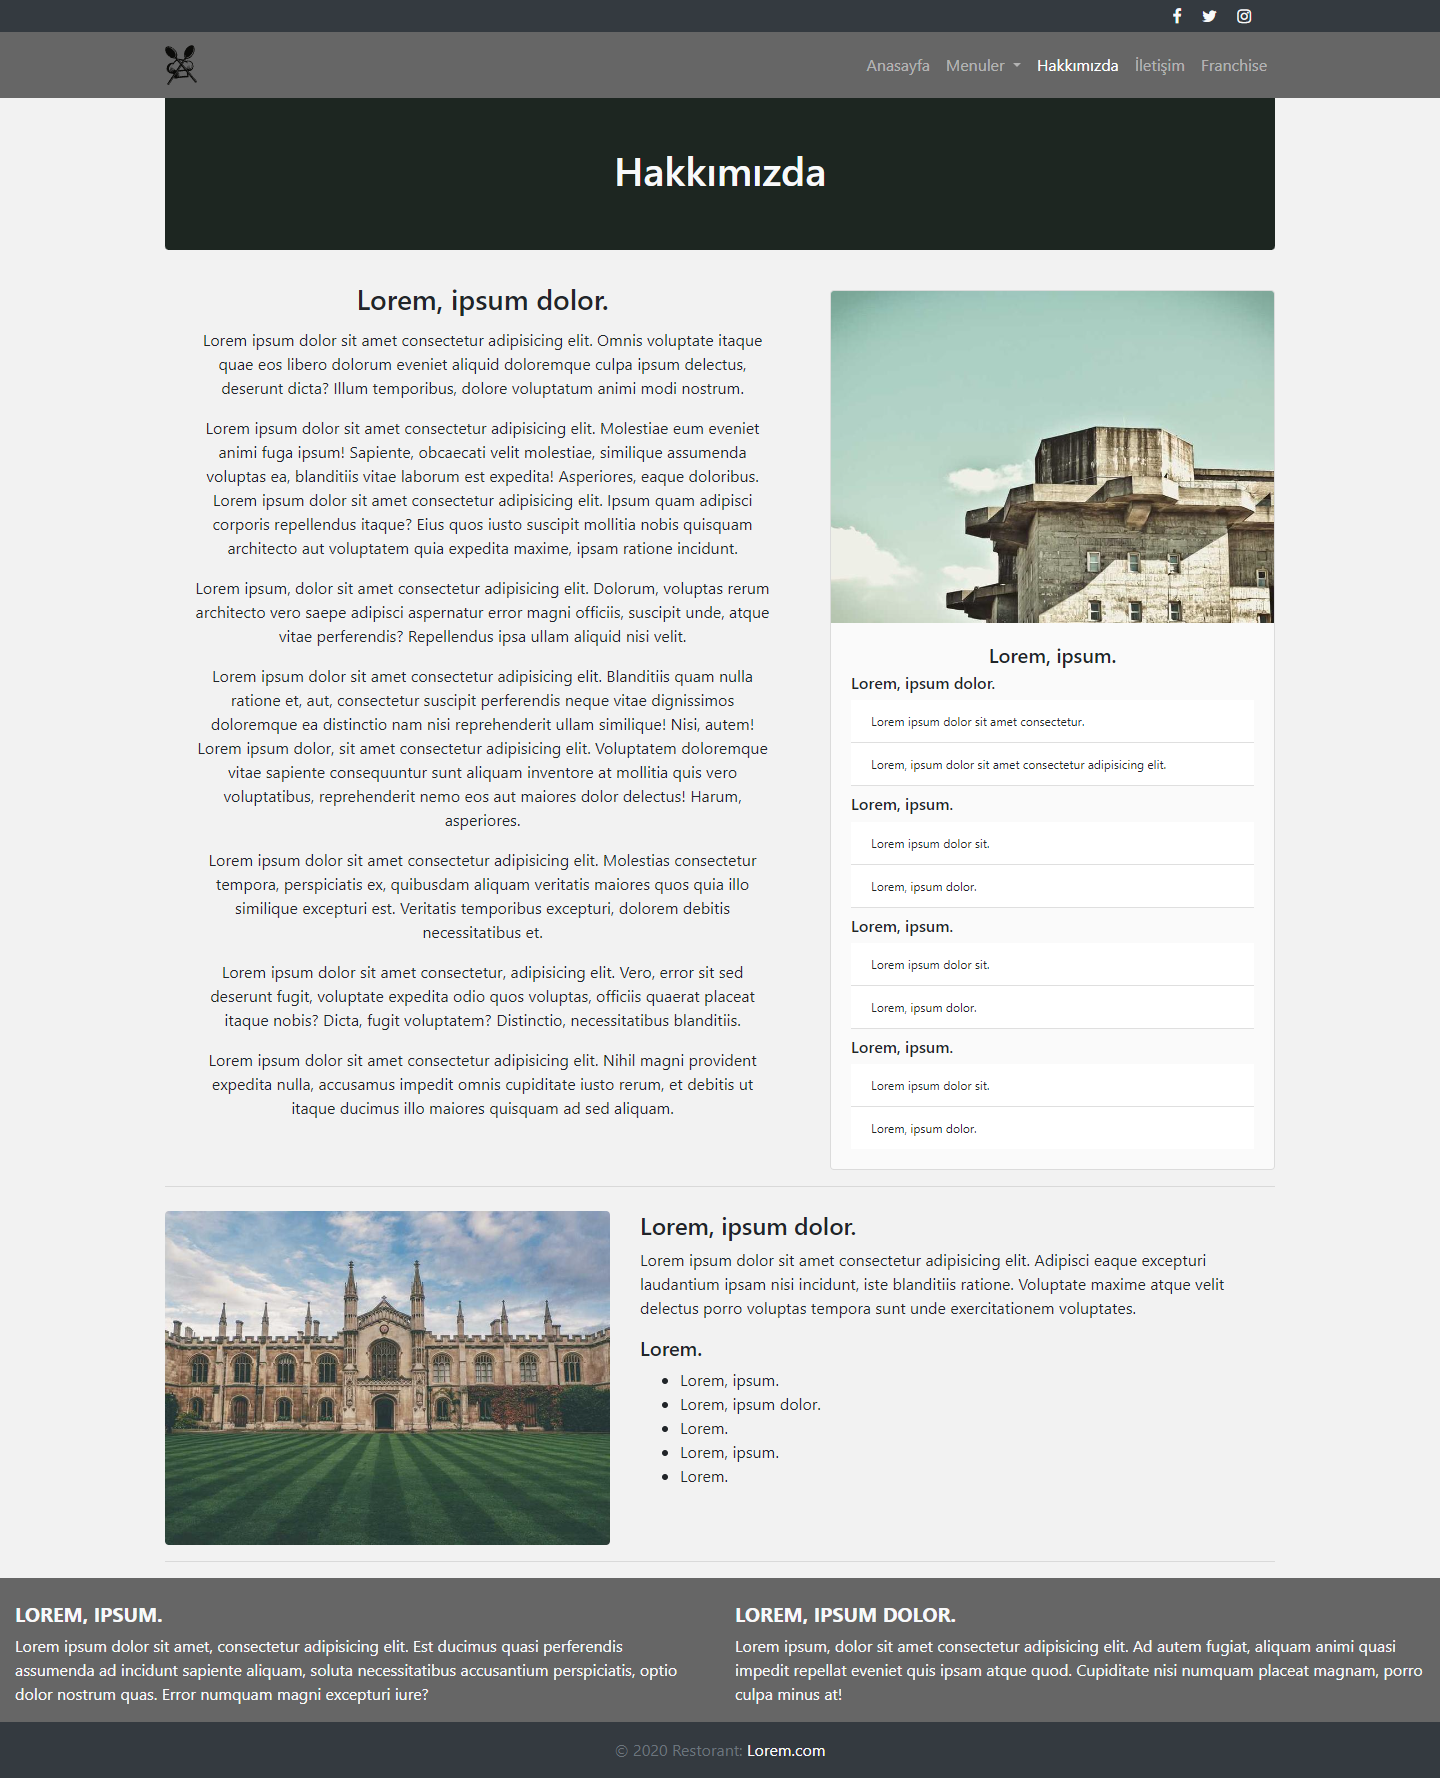 Anasayfa Menuler Hakkımızda İletişim Franchise
Hakkımızda
Lorem, ipsum dolor.
Lorem ipsum dolor sit amet consectetur adipisicing elit. Omnis voluptate itaque
quae eos libero dolorum eveniet aliquid doloremque culpa ipsum delectus,
deserunt dicta? Illum temporibus, dolore voluptatum animi modi nostrum.
Lorem ipsum dolor sit amet consectetur adipisicing elit. Molestiae eum eveniet
animi fuga ipsum! Sapiente, obcaecati velit molestiae, similique assumenda
voluptas ea, blanditiis vitae laborum est expedita! Asperiores, eaque doloribus.
Lorem ipsum dolor sit amet consectetur adipisicing elit. Ipsum quam adipisci
corporis repellendus itaque? Eius quos iusto suscipit mollitia nobis quisquam
architecto aut voluptatem quia expedita maxime, ipsam ratione incidunt.
Lorem ipsum, dolor sit amet consectetur adipisicing elit. Dolorum, voluptas rerum
architecto vero saepe adipisci aspernatur error magni officiis, suscipit unde, atque
vitae perferendis? Repellendus ipsa ullam aliquid nisi velit.
Lorem ipsum dolor sit amet consectetur adipisicing elit. Blanditiis quam nulla
ratione et, aut, consectetur suscipit perferendis neque vitae dignissimos
doloremque ea distinctio nam nisi reprehenderit ullam similique! Nisi, autem!
Lorem ipsum dolor, sit amet consectetur adipisicing elit. Voluptatem doloremque
vitae sapiente consequuntur sunt aliquam inventore at mollitia quis vero
voluptatibus, reprehenderit nemo eos aut maiores dolor delectus! Harum,
asperiores.
Lorem ipsum dolor sit amet consectetur adipisicing elit. Molestias consectetur
tempora, perspiciatis ex, quibusdam aliquam veritatis maiores quos quia illo
similique excepturi est. Veritatis temporibus excepturi, dolorem debitis
necessitatibus et.
Lorem ipsum dolor sit amet consectetur, adipisicing elit. Vero, error sit sed
deserunt fugit, voluptate expedita odio quos voluptas, officiis quaerat placeat
itaque nobis? Dicta, fugit voluptatem? Distinctio, necessitatibus blanditiis.
Lorem ipsum dolor sit amet consectetur adipisicing elit. Nihil magni provident
expedita nulla, accusamus impedit omnis cupiditate iusto rerum, et debitis ut
itaque ducimus illo maiores quisquam ad sed aliquam.
Lorem, ipsum.
Lorem, ipsum dolor.
Lorem ipsum dolor sit amet consectetur.
Lorem, ipsum dolor sit amet consectetur adipisicing elit.
Lorem, ipsum.
Lorem ipsum dolor sit.
Lorem, ipsum dolor.
Lorem, ipsum.
Lorem ipsum dolor sit.
Lorem, ipsum dolor.
Lorem, ipsum.
Lorem ipsum dolor sit.
Lorem, ipsum dolor.
Lorem, ipsum dolor.
Lorem ipsum dolor sit amet consectetur adipisicing elit. Adipisci eaque excepturi
laudantium ipsam nisi incidunt, iste blanditiis ratione. Voluptate maxime atque velit
delectus porro voluptas tempora sunt unde exercitationem voluptates.
Lorem.
Lorem, ipsum.
Lorem, ipsum dolor.
Lorem.
Lorem, ipsum.
Lorem.
LOREM, IPSUM.
Lorem ipsum dolor sit amet, consectetur adipisicing elit. Est ducimus quasi perferendis
assumenda ad incidunt sapiente aliquam, soluta necessitatibus accusantium perspiciatis, optio
dolor nostrum quas. Error numquam magni excepturi iure?
LOREM, IPSUM DOLOR.
Lorem ipsum, dolor sit amet consectetur adipisicing elit. Ad autem fugiat, aliquam animi quasi
impedit repellat eveniet quis ipsam atque quod. Cupiditate nisi numquam placeat magnam, porro
culpa minus at!
© 2020 Restorant: Lorem.com